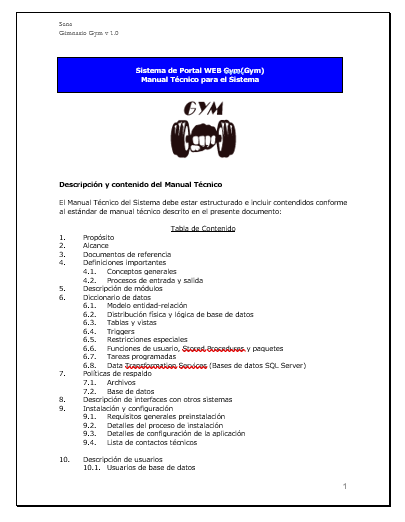 Sena
Gimnasio Gym v 1.0
Sistema de Portal WEB Gym(Gym)
Manual Técnico para el Sistema
GYM
Descripción y contenido del Manual Técnico
El Manual Técnico del Sistema debe estar estructurado e incluir contenidos conforme
al estándar de manual técnico descrito en el presente documento:
Tabla de Contenido
1. Propósito
2. Alcance
3. Documentos de referencia
4. Definiciones importantes
4.1. Conceptos generales
4.2. Procesos de entrada y salida
5. Descripción de módulos
6. Diccionario de datos
6.1. Modelo entidad-relación
6.2. Distribución física y lógica de base de datos
6.3. Tablas y vistas
6.4. Triggers
6.5. Restricciones especiales
6.6. Funciones de usuario, Stored Procedures y paquetes
6.7. Tareas programadas
6.8. Data Transformation Services (Bases de datos SQL Server)
7. Políticas de respaldo
7.1. Archivos
7.2. Base de datos
8. Descripción de interfaces con otros sistemas
9. Instalación y configuración
9.1. Requisitos generales preinstalación
9.2. Detalles del proceso de instalación
9.3. Detalles de configuración de la aplicación
9.4. Lista de contactos técnicos
10. Descripción de usuarios
10.1. Usuarios de base de datos
1